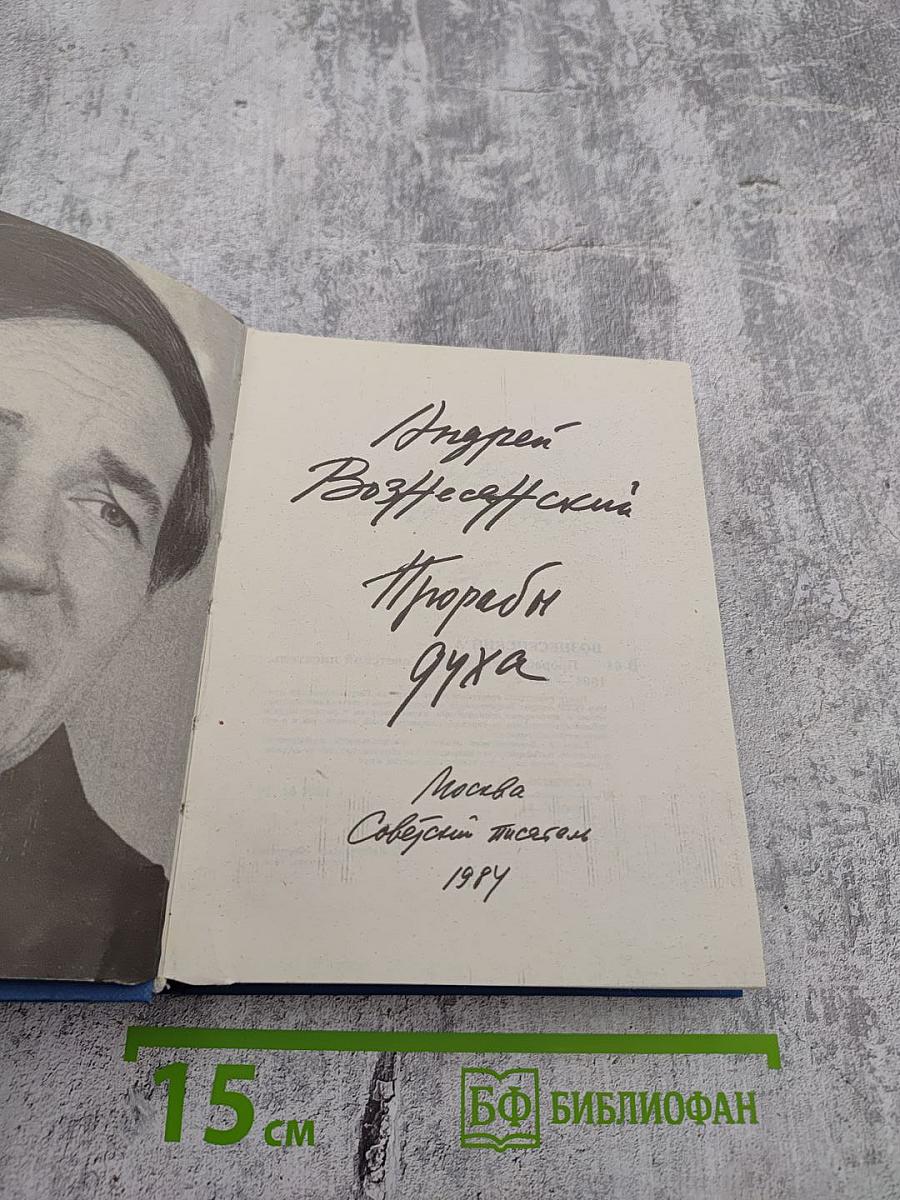 Андрей
Вознесенский
Прорабы
духа
Москва
Советский писатель
1984
15 см
БФ БИБЛИОФАН